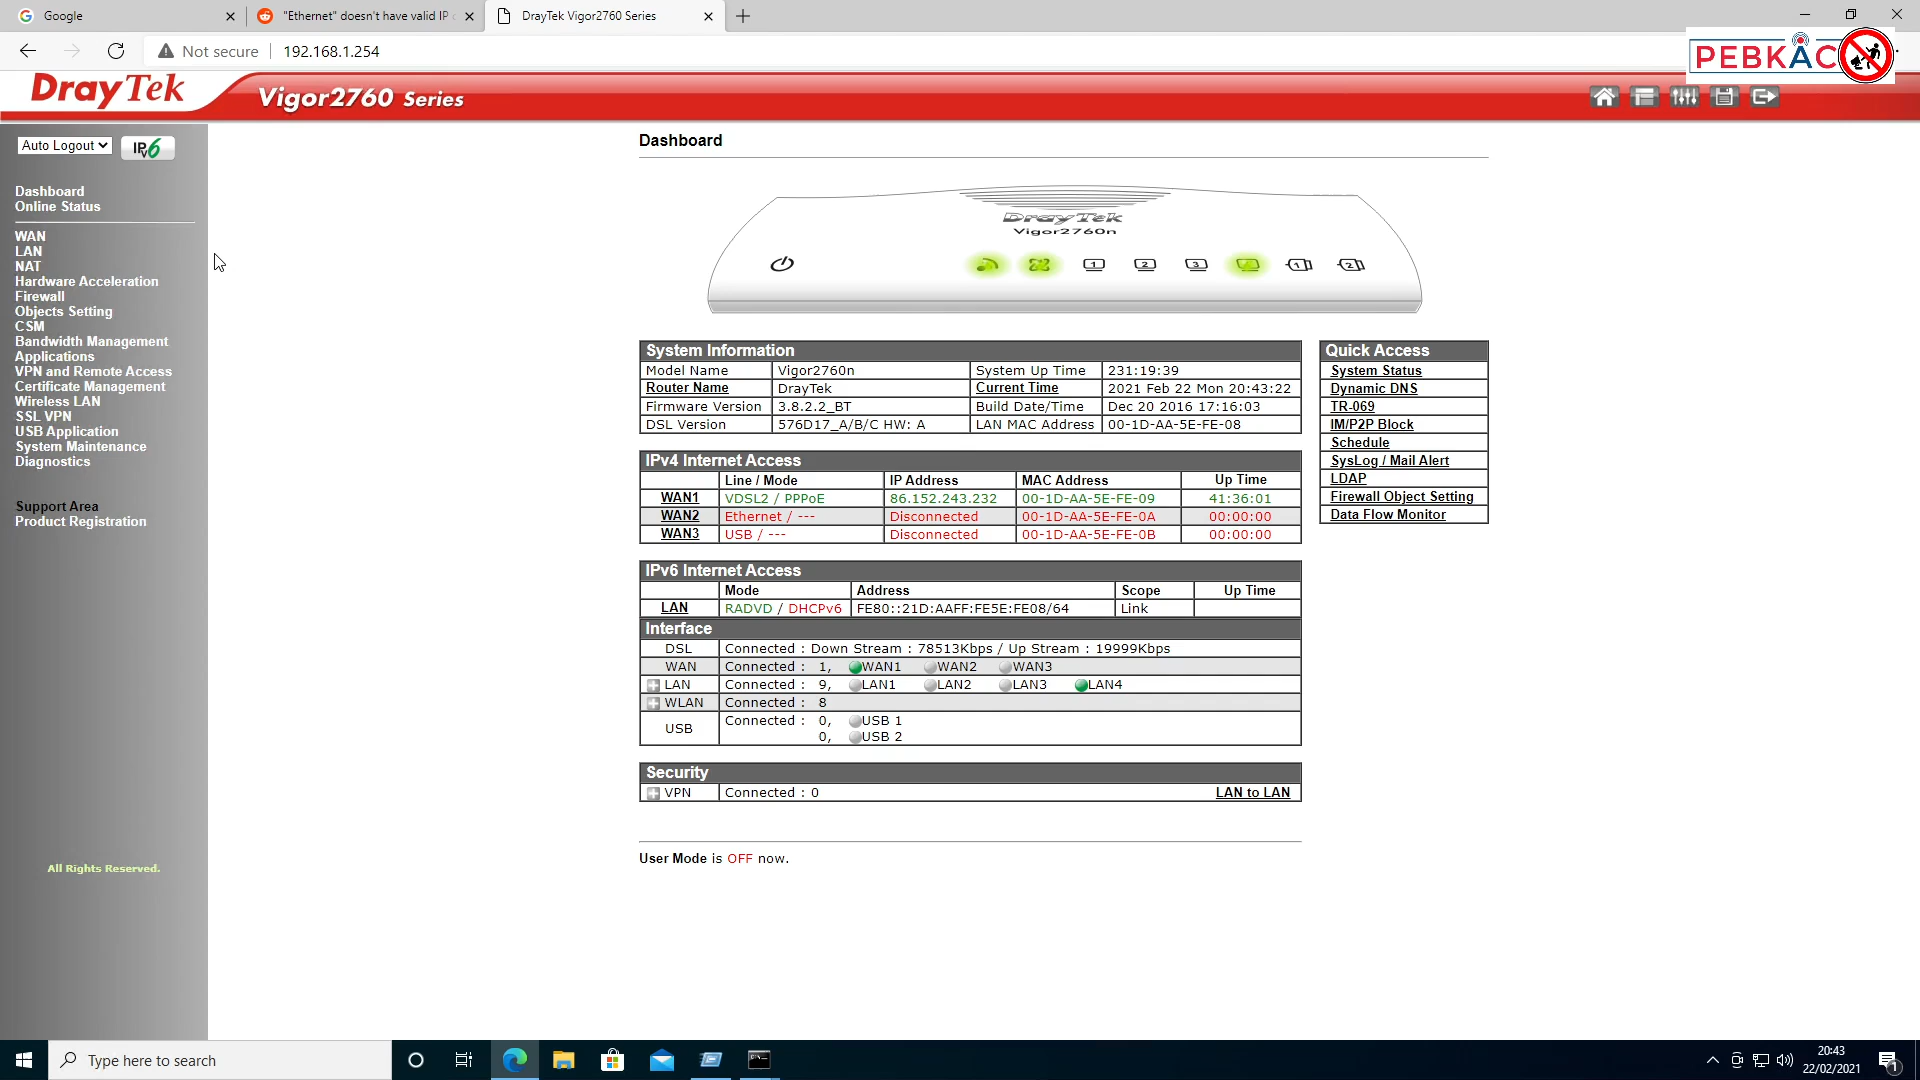 Google
"Ethernet" doesn't have valid IP c
DrayTek Vigor2760 Series
Not secure
192.168.1.254
PEBKAC
DrayTek
Vigor2760 Series
Auto Logout
IPv6
Dashboard
Online Status
WAN
LAN
NAT
Hardware Acceleration
Firewall
Objects Setting
CSM
Bandwidth Management
Applications
VPN and Remote Access
Certificate Management
Wireless LAN
SSL VPN
USB Application
System Maintenance
Diagnostics
Support Area
Product Registration
All Rights Reserved.
Dashboard
DrayTek
Vigor2760n
1 2 3 1 2
System Information
Model Name Vigor2760n System Up Time 231:19:39
Router Name DrayTek Current Time 2021 Feb 22 Mon 20:43:22
Firmware Version 3.8.2.2_BT Build Date/Time Dec 20 2016 17:16:03
DSL Version 576D17_A/B/C HW: A LAN MAC Address 00-1D-AA-5E-FE-08
IPv4 Internet Access
Line / Mode IP Address MAC Address Up Time
WAN1 VDSL2 / PPPoE 86.152.243.232 00-1D-AA-5E-FE-09 41:36:01
WAN2 Ethernet / --- Disconnected 00-1D-AA-5E-FE-0A 00:00:00
WAN3 USB / --- Disconnected 00-1D-AA-5E-FE-0B 00:00:00
IPv6 Internet Access
Mode Address Scope Up Time
LAN RADVD / DHCPv6 FE80::21D:AAFF:FE5E:FE08/64 Link
Interface
DSL Connected : Down Stream : 78513Kbps / Up Stream : 19999Kbps
WAN Connected : 1, WAN1 WAN2 WAN3
LAN Connected : 9, LAN1 LAN2 LAN3 LAN4
WLAN Connected : 8
USB Connected : 0, USB 1
0, USB 2
Security
VPN Connected : 0 LAN to LAN
User Mode is OFF now.
Quick Access
System Status
Dynamic DNS
TR-069
IM/P2P Block
Schedule
SysLog / Mail Alert
LDAP
Firewall Object Setting
Data Flow Monitor
Type here to search
20:43
22/02/2021
1